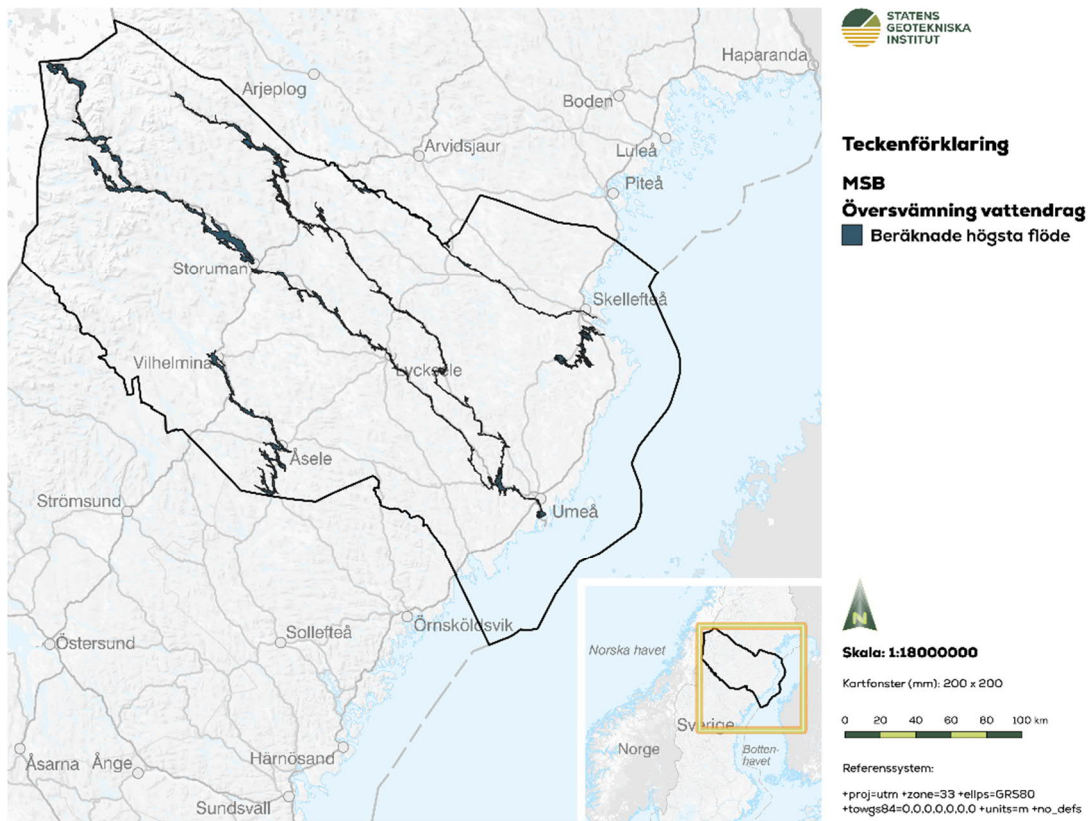 STATENS
GEOTEKNISKA
INSTITUT
Haparanda
Arjeplog
Boden
Luleå
Arvidsjaur
Piteå
Storuman
Skellefteå
Vilhelmina
Lycksele
Åsele
Strömsund
Umeå
Örnsköldsvik
Östersund
Sollefteå
Åsarna
Ånge
Härnösand
Sundsvall
Norska havet
Sverige
Norge
Botten-
havet
Teckenförklaring
MSB
Översvämning vattendrag
Beräknade högsta flöde
N
Skala: 1:18000000
Kartfonster (mm): 200 x 200
0 20 40 60 80 100 km
Referenssystem:
+proj=utm +zone=33 +ellps=GRS80
+towgs84=0,0,0,0,0,0,0 +units=m +no_defs